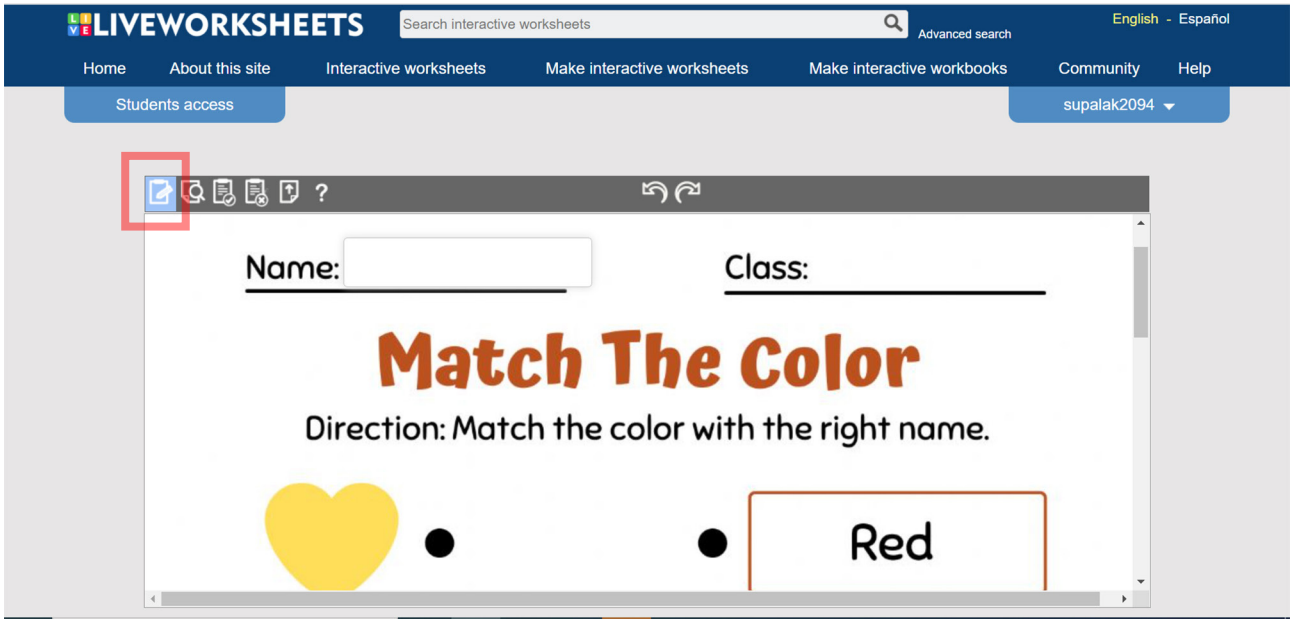 LIVE LIVEWORKSHEETS Search interactive worksheets Advanced search English - Español
Home About this site Interactive worksheets Make interactive worksheets Make interactive workbooks Community Help
Students access supalak2094
?
Name: Class:
Match The Color
Direction: Match the color with the right name.
Red